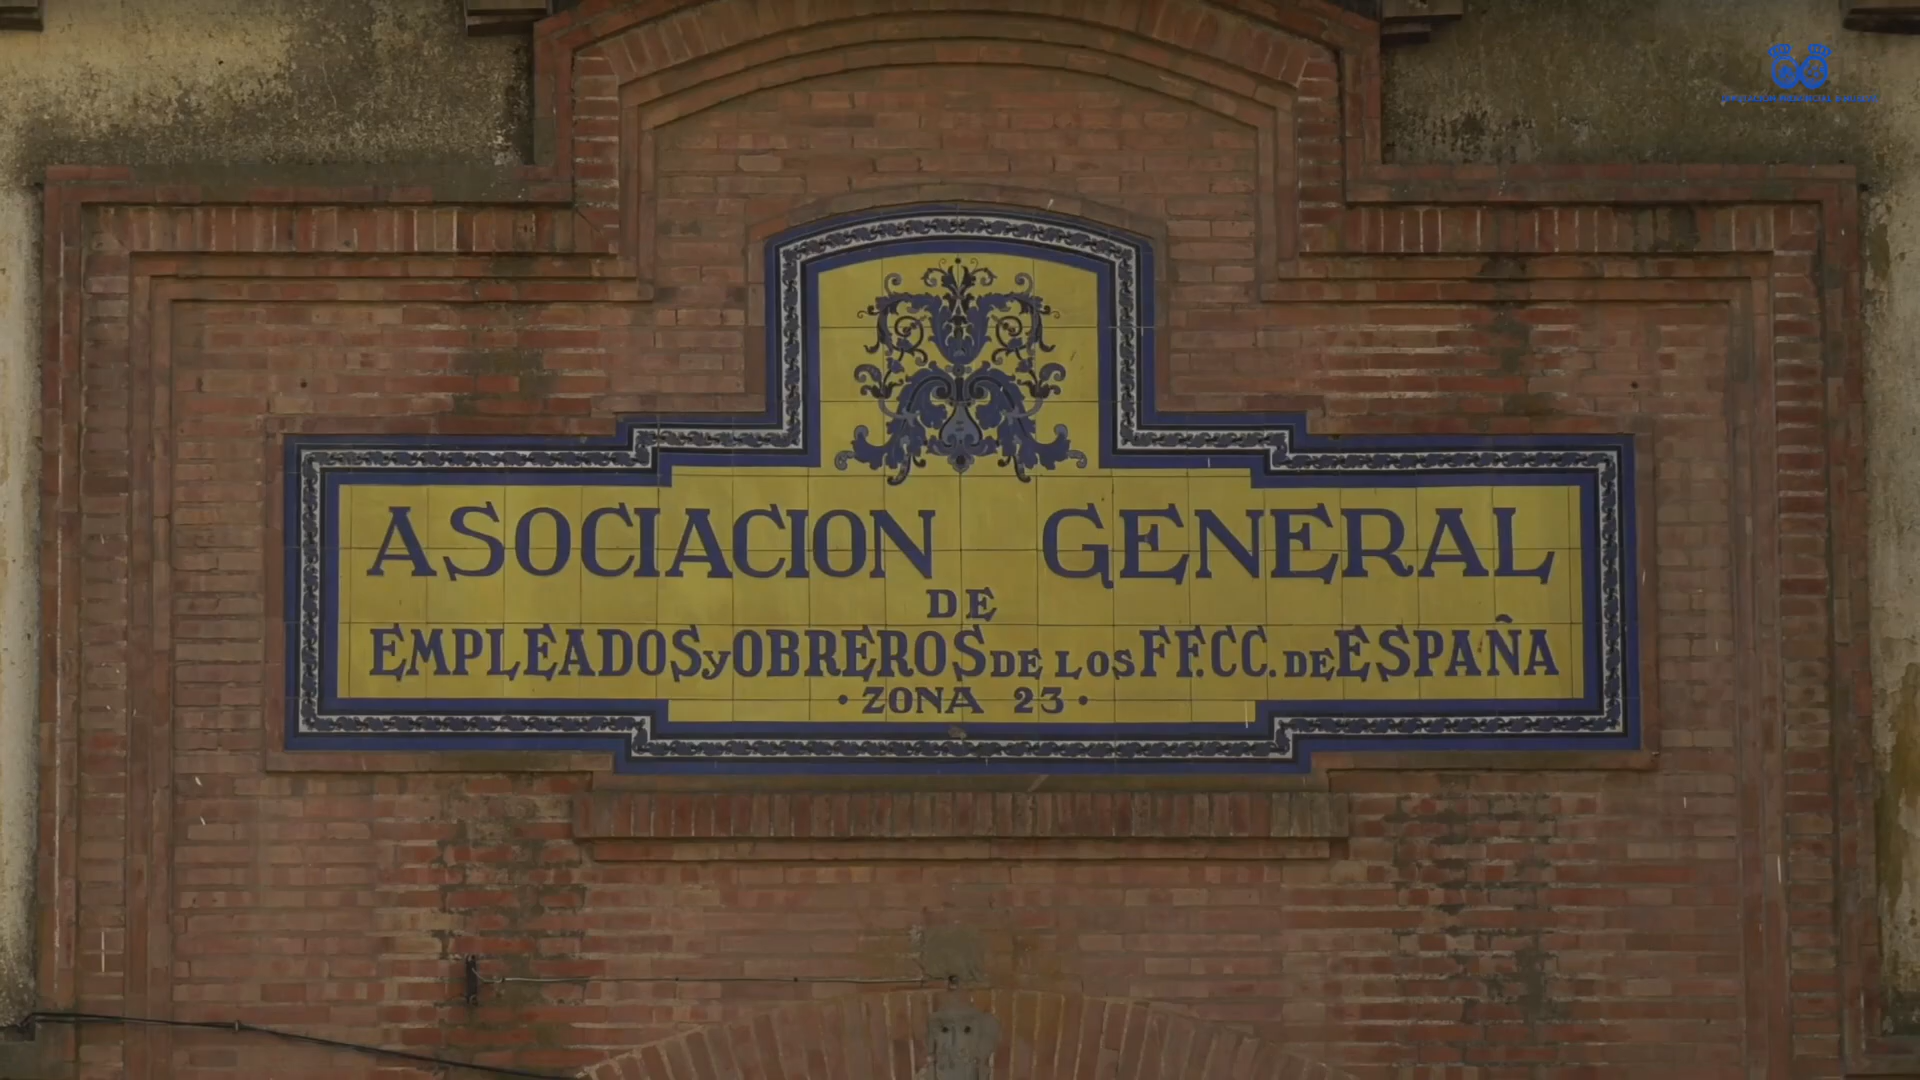 ASOCIACION GENERAL
DE
EMPLEADOS y OBREROS DE LOS FF.CC. DE ESPAÑA
· ZONA 23 ·